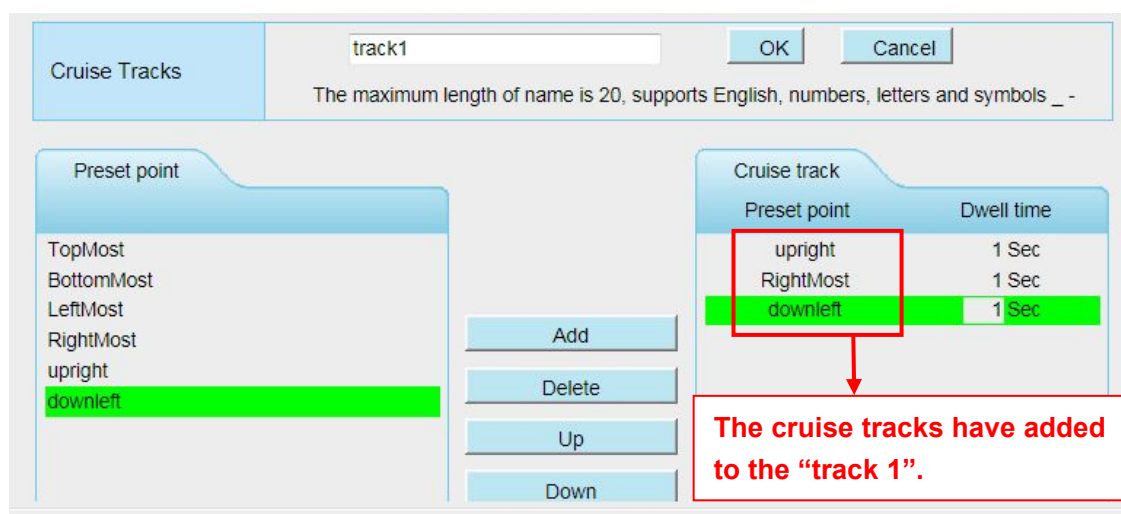 Cruise Tracks
track1
OK
Cancel
The maximum length of name is 20, supports English, numbers, letters and symbols _ -
Preset point
TopMost
BottomMost
LeftMost
RightMost
upright
downleft
Add
Delete
Up
Down
Cruise track
Preset point Dwell time
upright 1 Sec
RightMost 1 Sec
downleft 1 Sec
The cruise tracks have added
to the “track 1”.